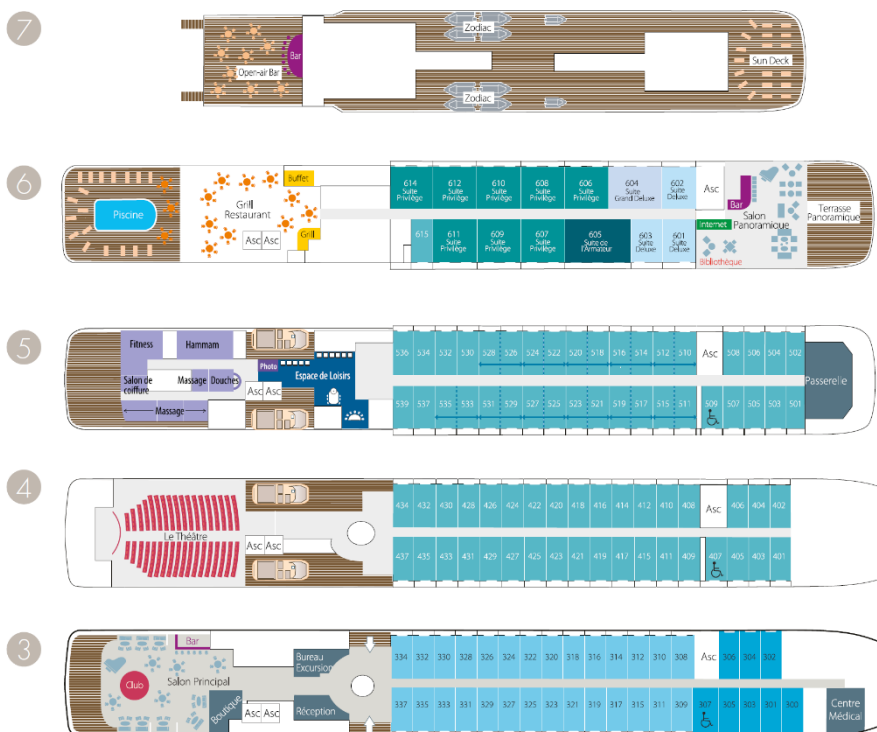 7
Zodiac
Bar
Open-air Bar
Sun Deck
Zodiac
6
Piscine
Buffet
Grill
Restaurant
Asc Asc
Grill
614
Suite
Privilège
612
Suite
Privilège
610
Suite
Privilège
608
Suite
Privilège
606
Suite
Privilège
604
Suite
Grand Deluxe
602
Suite
Deluxe
Asc
Bar
Salon
Panoramique
Internet
Bibliothèque
Terrasse
Panoramique
615
611
Suite
Privilège
609
Suite
Privilège
607
Suite
Privilège
605
Suite de
l'Armateur
603
Suite
Deluxe
601
Suite
Deluxe
5
Fitness
Hammam
Salon de
coiffure
Massage
Douches
Massage
Photo
Asc Asc
Espace de Loisirs
536 534 532 530 528 526 524 522 520 518 516 514 512 510 Asc 508 506 504 502
539 537 535 533 531 529 527 525 523 521 519 517 515 511 509 507 505 503 501
Passerelle
4
Le Théâtre
Asc Asc
434 432 430 428 426 424 422 420 418 416 414 412 410 408 Asc 406 404 402
437 435 433 431 429 427 425 423 421 419 417 415 411 409 407 405 403 401
3
Bar
Club
Salon Principal
Boutique
Asc Asc
Bureau
Excursion
Réception
334 332 330 328 326 324 322 320 318 316 314 312 310 308 Asc 306 304 302
337 335 333 331 329 327 325 323 321 319 317 315 311 309 307 305 303 301 300
Centre
Médical